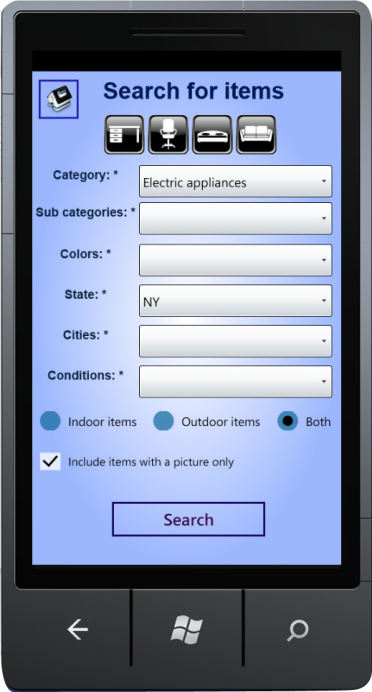 Search for items
Category: *
Electric appliances
Sub categories: *
Colors: *
State: *
NY
Cities: *
Conditions: *
Indoor items
Outdoor items
Both
Include items with a picture only
Search